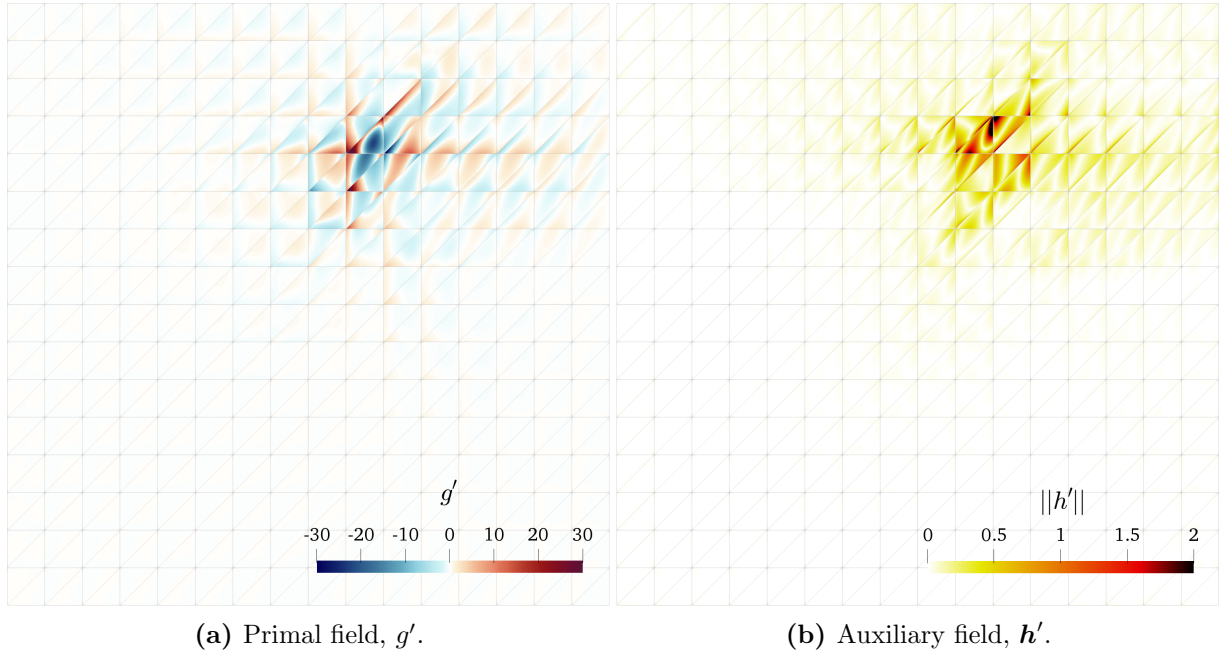 g′
-30 -20 -10 0 10 20 30
||h′||
0 0.5 1 1.5 2
(a) Primal field, g′.
(b) Auxiliary field, h′.